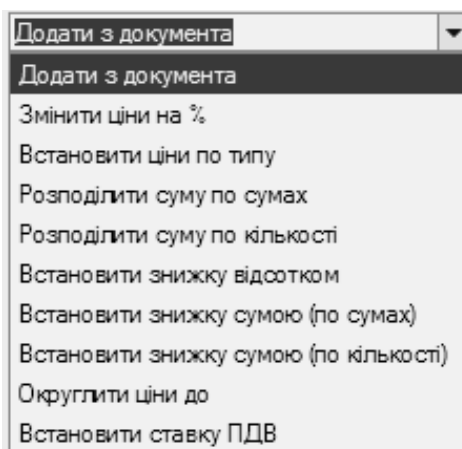 Додати з документа
Додати з документа
Змінити ціни на %
Встановити ціни по типу
Розподілити суму по сумах
Розподілити суму по кількості
Встановити знижку відсотком
Встановити знижку сумою (по сумах)
Встановити знижку сумою (по кількості)
Округлити ціни до
Встановити ставку ПДВ